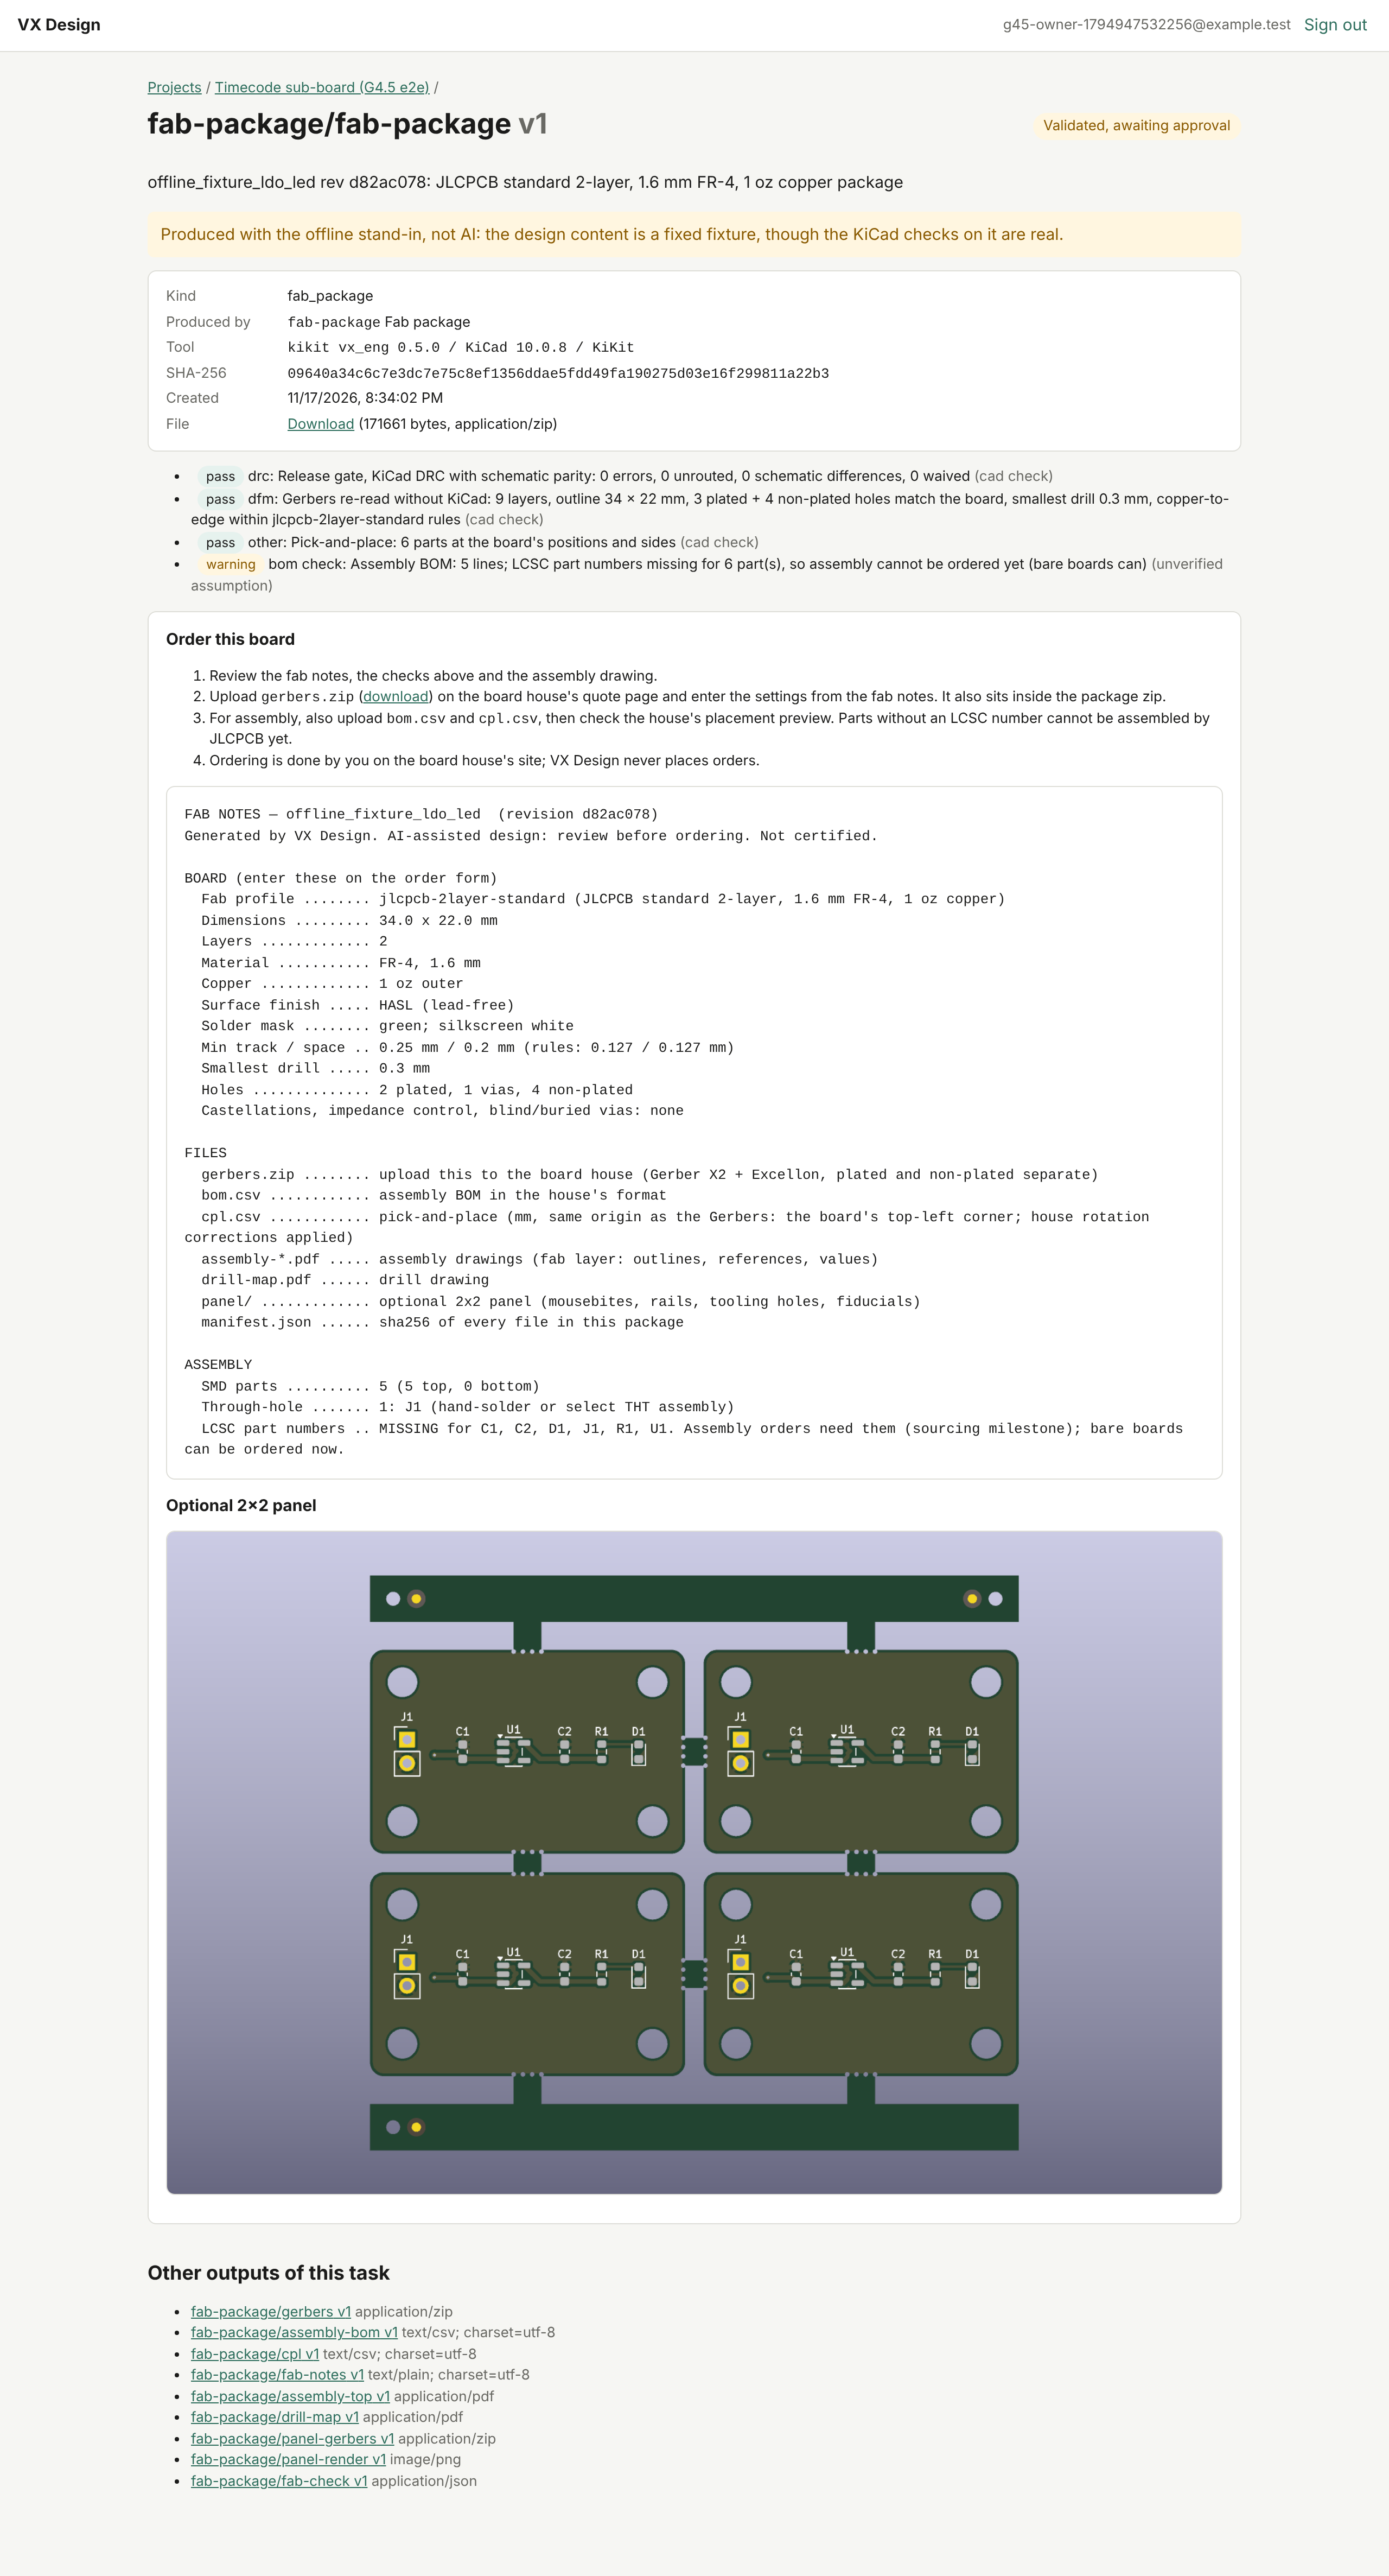 VX Design
g45-owner-1794947532256@example.test Sign out
Projects / Timecode sub-board (G4.5 e2e) /
fab-package/fab-package v1
Validated, awaiting approval
offline_fixture_ldo_led rev d82ac078: JLCPCB standard 2-layer, 1.6 mm FR-4, 1 oz copper package
Produced with the offline stand-in, not AI: the design content is a fixed fixture, though the KiCad checks on it are real.
Kind fab_package
Produced by fab-package Fab package
Tool kikit vx_eng 0.5.0 / KiCad 10.0.8 / KiKit
SHA-256 09640a34c6c7e3dc7e75c8ef1356ddae5fdd49fa190275d03e16f299811a22b3
Created 11/17/2026, 8:34:02 PM
File Download (171661 bytes, application/zip)
• pass drc: Release gate, KiCad DRC with schematic parity: 0 errors, 0 unrouted, 0 schematic differences, 0 waived (cad check)
• pass dfm: Gerbers re-read without KiCad: 9 layers, outline 34 × 22 mm, 3 plated + 4 non-plated holes match the board, smallest drill 0.3 mm, copper-to-
edge within jlcpcb-2layer-standard rules (cad check)
• pass other: Pick-and-place: 6 parts at the board's positions and sides (cad check)
• warning bom check: Assembly BOM: 5 lines; LCSC part numbers missing for 6 part(s), so assembly cannot be ordered yet (bare boards can) (unverified
assumption)
Order this board
1. Review the fab notes, the checks above and the assembly drawing.
2. Upload gerbers.zip (download) on the board house's quote page and enter the settings from the fab notes. It also sits inside the package zip.
3. For assembly, also upload bom.csv and cpl.csv, then check the house's placement preview. Parts without an LCSC number cannot be assembled by
JLCPCB yet.
4. Ordering is done by you on the board house's site; VX Design never places orders.
FAB NOTES — offline_fixture_ldo_led  (revision d82ac078)
Generated by VX Design. AI-assisted design: review before ordering. Not certified.
BOARD (enter these on the order form)
Fab profile ........ jlcpcb-2layer-standard (JLCPCB standard 2-layer, 1.6 mm FR-4, 1 oz copper)
Dimensions ......... 34.0 x 22.0 mm
Layers ............. 2
Material ........... FR-4, 1.6 mm
Copper ............. 1 oz outer
Surface finish ..... HASL (lead-free)
Solder mask ........ green; silkscreen white
Min track / space .. 0.25 mm / 0.2 mm (rules: 0.127 / 0.127 mm)
Smallest drill ..... 0.3 mm
Holes .............. 2 plated, 1 vias, 4 non-plated
Castellations, impedance control, blind/buried vias: none
FILES
gerbers.zip ........ upload this to the board house (Gerber X2 + Excellon, plated and non-plated separate)
bom.csv ............ assembly BOM in the house's format
cpl.csv ............ pick-and-place (mm, same origin as the Gerbers: the board's top-left corner; house rotation
corrections applied)
assembly-*.pdf ..... assembly drawings (fab layer: outlines, references, values)
drill-map.pdf ...... drill drawing
panel/ ............. optional 2x2 panel (mousebites, rails, tooling holes, fiducials)
manifest.json ...... sha256 of every file in this package
ASSEMBLY
SMD parts .......... 5 (5 top, 0 bottom)
Through-hole ....... 1: J1 (hand-solder or select THT assembly)
LCSC part numbers .. MISSING for C1, C2, D1, J1, R1, U1. Assembly orders need them (sourcing milestone); bare boards
can be ordered now.
Optional 2×2 panel
J1 C1 U1 C2 R1 D1 J1 C1 U1 C2 R1 D1
J1 C1 U1 C2 R1 D1 J1 C1 U1 C2 R1 D1
Other outputs of this task
• fab-package/gerbers v1 application/zip
• fab-package/assembly-bom v1 text/csv; charset=utf-8
• fab-package/cpl v1 text/csv; charset=utf-8
• fab-package/fab-notes v1 text/plain; charset=utf-8
• fab-package/assembly-top v1 application/pdf
• fab-package/drill-map v1 application/pdf
• fab-package/panel-gerbers v1 application/zip
• fab-package/panel-render v1 image/png
• fab-package/fab-check v1 application/json